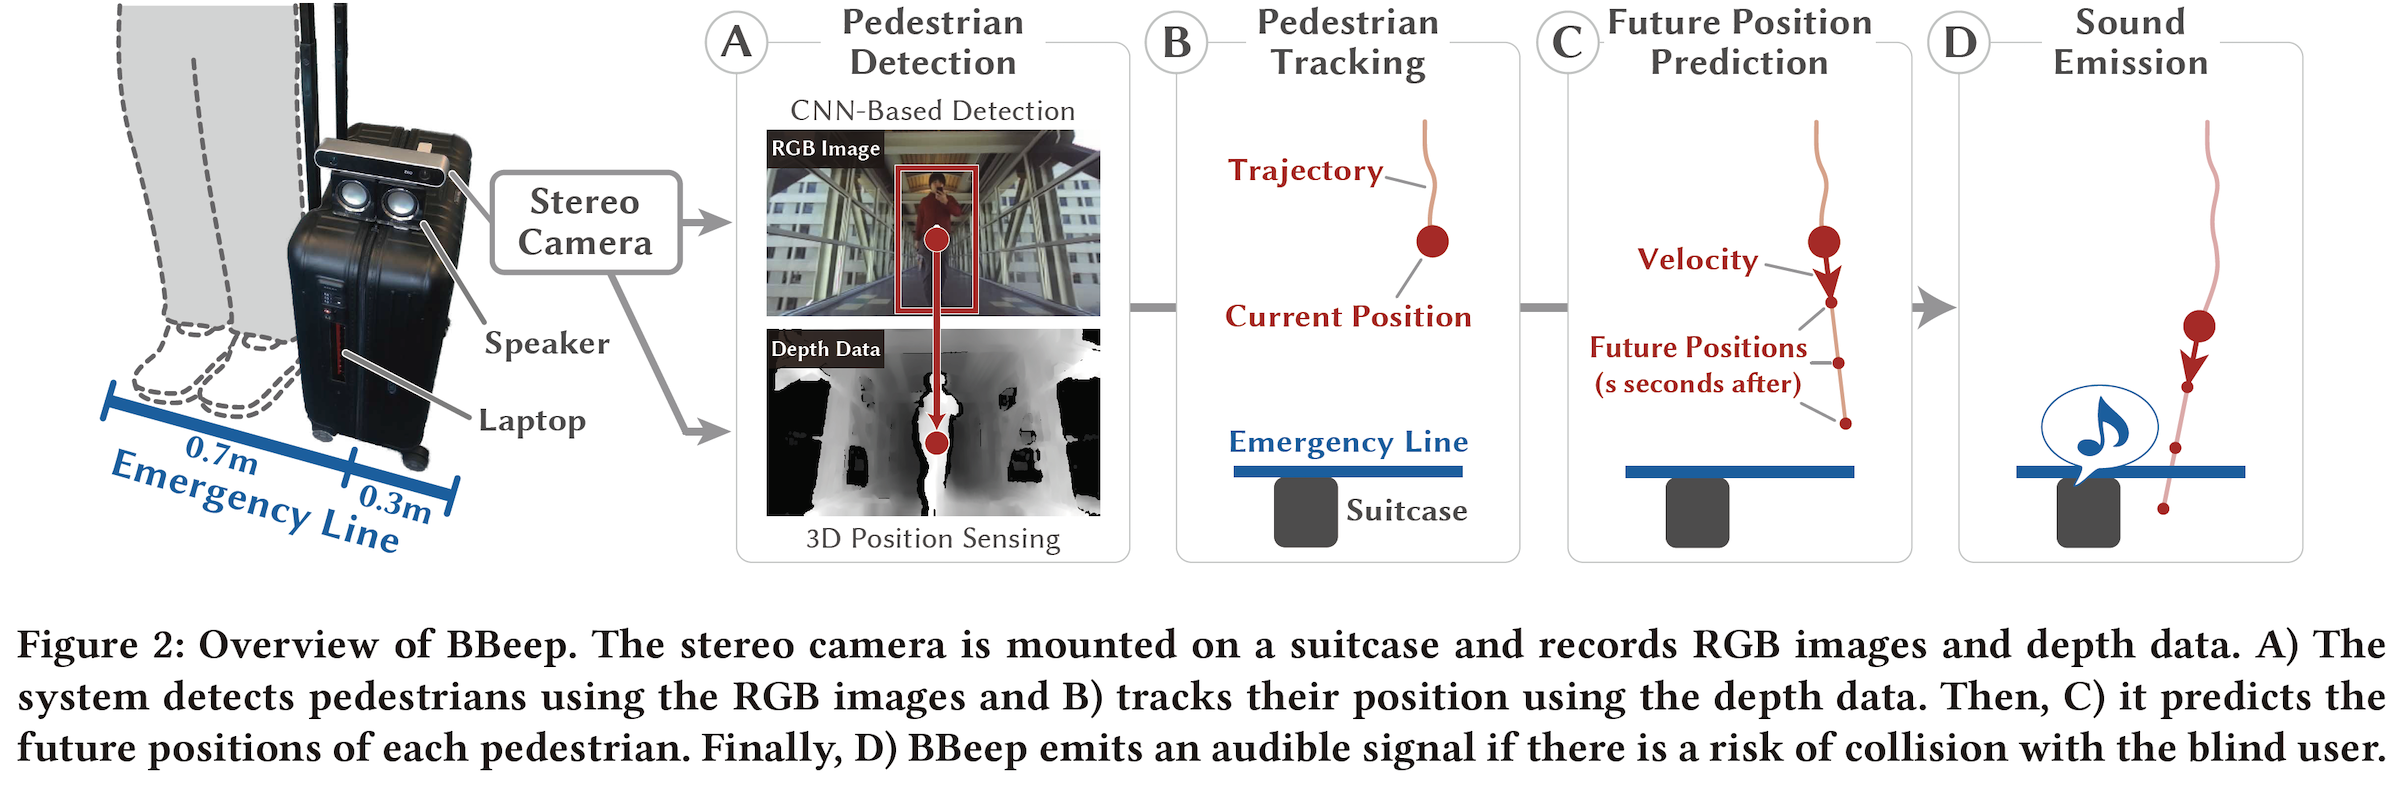 Stereo
Camera
Speaker
Laptop
0.7m
0.3m
Emergency Line
A
Pedestrian
Detection
CNN-Based Detection
RGB Image
Depth Data
3D Position Sensing
B
Pedestrian
Tracking
Trajectory
Current Position
Emergency Line
Suitcase
C
Future Position
Prediction
Velocity
Future Positions
(s seconds after)
D
Sound
Emission
Figure 2: Overview of BBeep. The stereo camera is mounted on a suitcase and records RGB images and depth data. A) The
system detects pedestrians using the RGB images and B) tracks their position using the depth data. Then, C) it predicts the
future positions of each pedestrian. Finally, D) BBeep emits an audible signal if there is a risk of collision with the blind user.